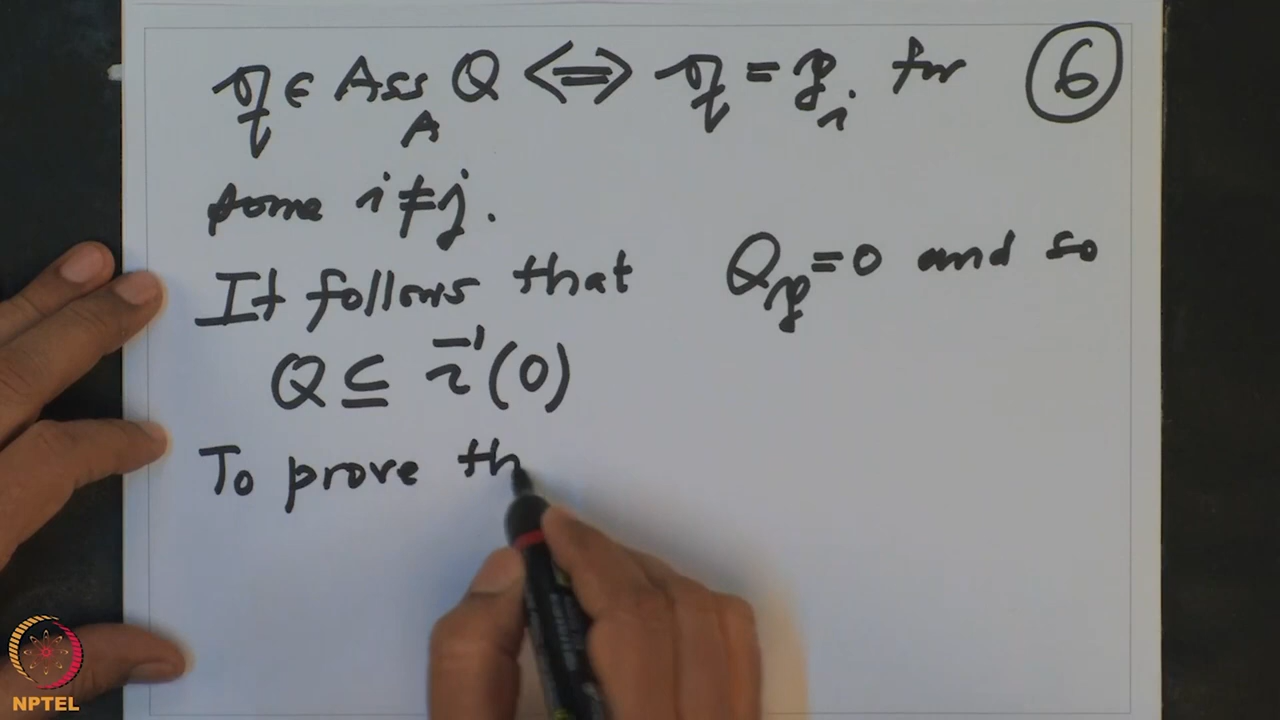 𝔮 ∈ Ass_A Q ⟺ 𝔮 = 𝔭_i for ⑥
some i ≠ j.
It follows that Q_𝔭 = 0 and so
Q ⊆ ι⁻¹(0)
To prove th
NPTEL